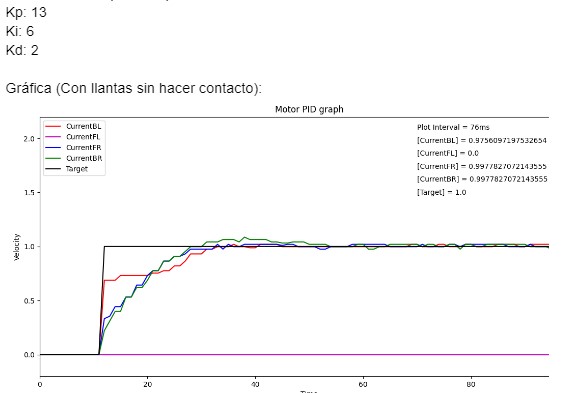 Kp: 13
Ki: 6
Kd: 2
Gráfica (Con llantas sin hacer contacto):
Motor PID graph
CurrentBL
CurrentFL
CurrentFR
CurrentBR
Target
Plot Interval = 76ms
[CurrentBL] = 0.9756097197532654
[CurrentFL] = 0.0
[CurrentFR] = 0.9977827072143555
[CurrentBR] = 0.9977827072143555
[Target] = 1.0
Velocity
2.0
1.5
1.0
0.5
0.0
0 20 40 60 80